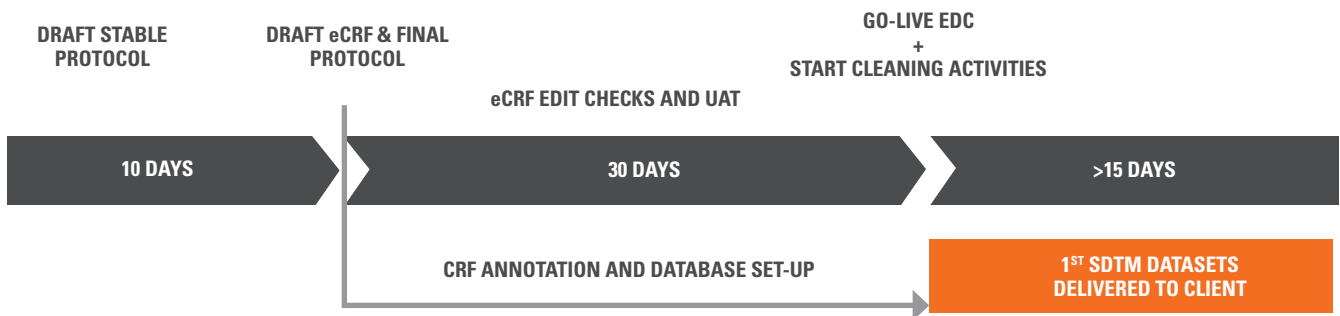 DRAFT STABLE
PROTOCOL
DRAFT eCRF & FINAL
PROTOCOL
GO-LIVE EDC
+
START CLEANING ACTIVITIES
eCRF EDIT CHECKS AND UAT
10 DAYS
30 DAYS
>15 DAYS
CRF ANNOTATION AND DATABASE SET-UP
1ST SDTM DATASETS
DELIVERED TO CLIENT